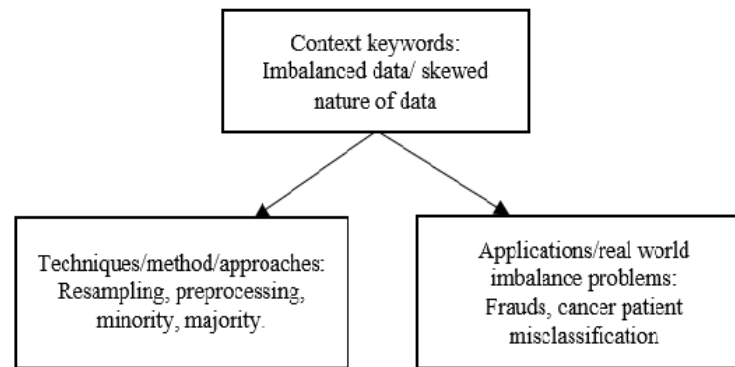 Context keywords:
Imbalanced data/ skewed
nature of data
Techniques/method/approaches:
Resampling, preprocessing,
minority, majority.
Applications/real world
imbalance problems:
Frauds, cancer patient
misclassification